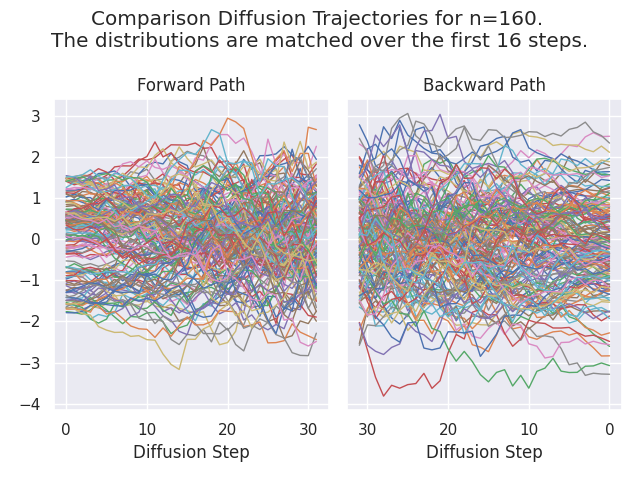 Comparison Diffusion Trajectories for n=160.
The distributions are matched over the first 16 steps.
Forward Path
Backward Path
3
2
1
0
−1
−2
−3
−4
0 10 20 30
30 20 10 0
Diffusion Step
Diffusion Step